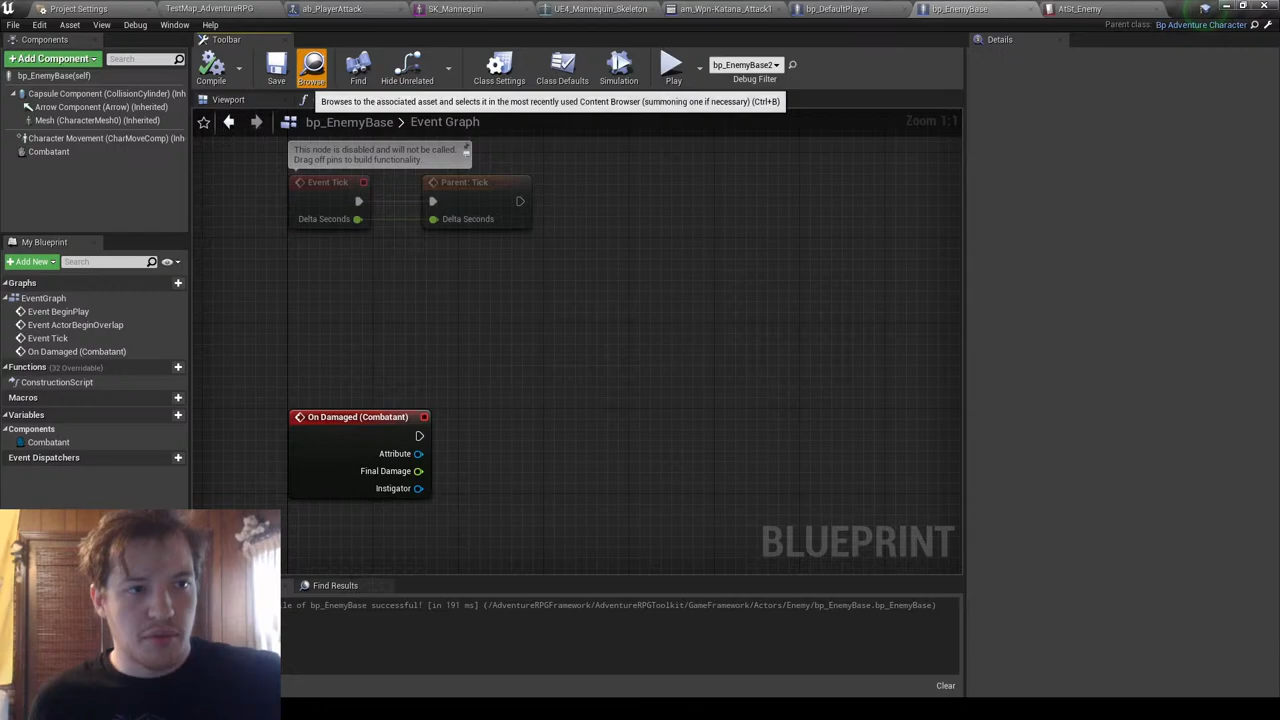 Project Settings
TestMap_AdventureRPG
ab_PlayerAttack
SK_Mannequin
UE4_Mannequin_Skeleton
am_Wpn-Katana_Attack1
bp_DefaultPlayer
bp_EnemyBase
AtSt_Enemy
File Edit Asset View Debug Window Help
Parent class: Bp Adventure Character
Components
Toolbar
Details
+Add Component
Search
bp_EnemyBase(self)
Capsule Component (CollisionCylinder) (Inh
Arrow Component (Arrow) (Inherited)
Mesh (CharacterMesh0) (Inherited)
Character Movement (CharMoveComp) (Inh
Combatant
Compile
Save
Browse
Find
Hide Unrelated
Class Settings
Class Defaults
Simulation
Play
bp_EnemyBase2
Debug Filter
Viewport
Browses to the associated asset and selects it in the most recently used Content Browser (summoning one if necessary) (Ctrl+B)
bp_EnemyBase > Event Graph
Zoom 1:1
This node is disabled and will not be called.
Drag off pins to build functionality.
Event Tick
Delta Seconds
Parent: Tick
Delta Seconds
My Blueprint
+Add New
Search
Graphs
EventGraph
Event BeginPlay
Event ActorBeginOverlap
Event Tick
On Damaged (Combatant)
Functions (32 Overridable)
ConstructionScript
Macros
Variables
Components
Combatant
Event Dispatchers
On Damaged (Combatant)
Attribute
Final Damage
Instigator
BLUEPRINT
Find Results
le of bp_EnemyBase successful! [in 191 ms] (/AdventureRPGFramework/AdventureRPGToolkit/GameFramework/Actors/Enemy/bp_EnemyBase.bp_EnemyBase)
Clear